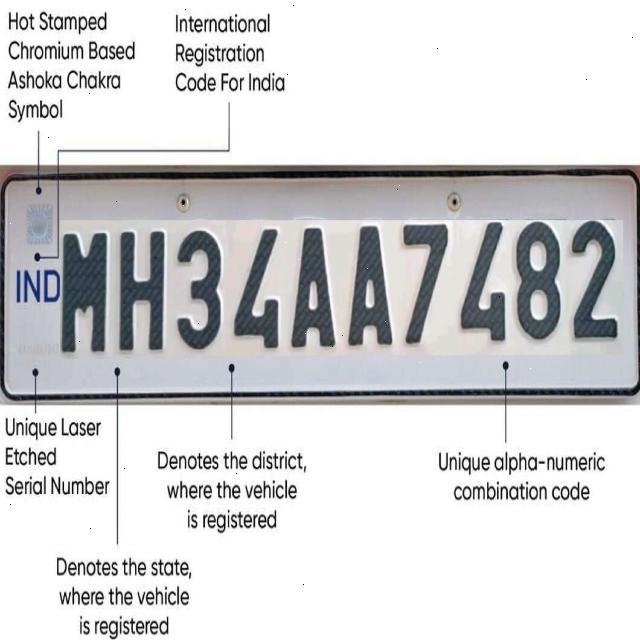 Hot Stamped
Chromium Based
Ashoka Chakra
Symbol
International
Registration
Code For India
IND
MH34AA7482
Unique Laser
Etched
Serial Number
Denotes the state,
where the vehicle
is registered
Denotes the district,
where the vehicle
is registered
Unique alpha-numeric
combination code